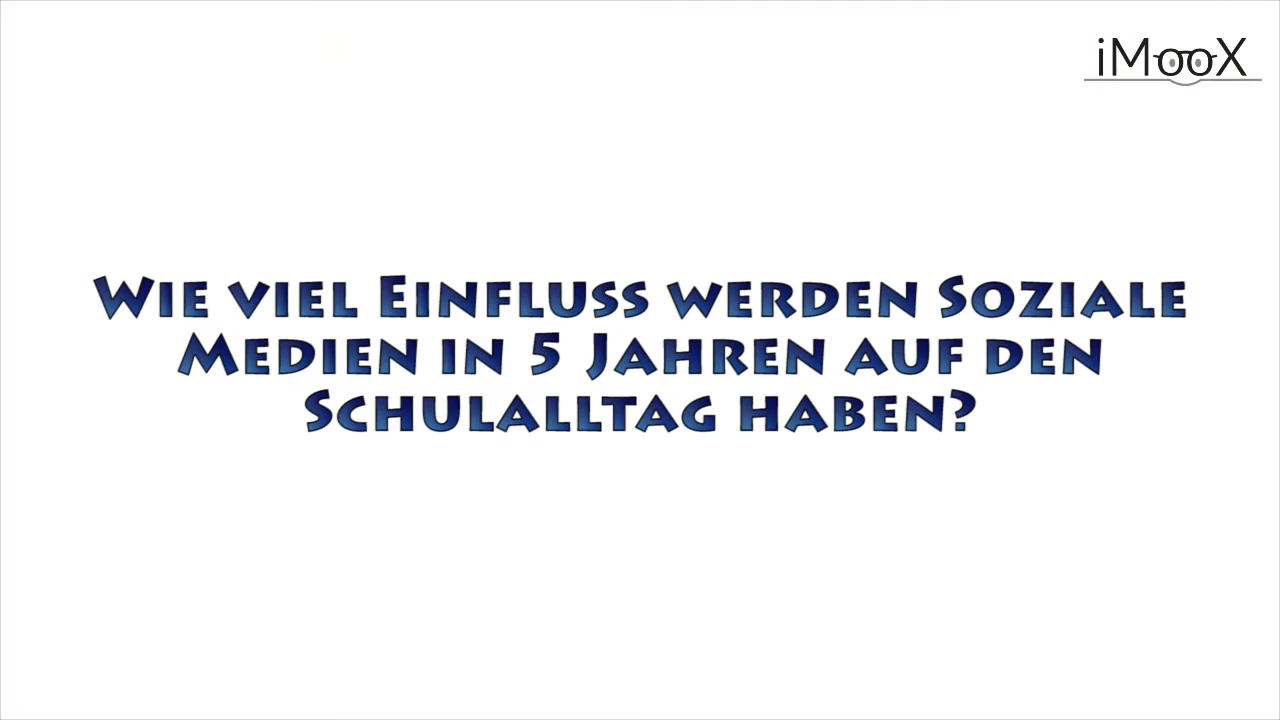 iMooX
Wie viel Einfluss werden Soziale
Medien in 5 Jahren auf den
Schulalltag haben?